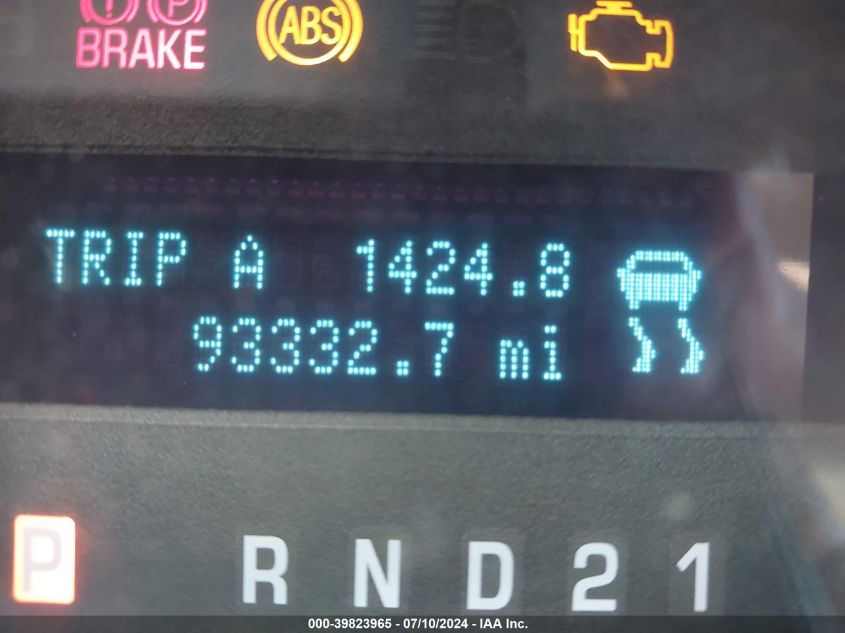 ! P
BRAKE ABS
TRIP A 1424.8
93332.7 mi
P R N D 2 1
000-39823965 - 07/10/2024 - IAA Inc.